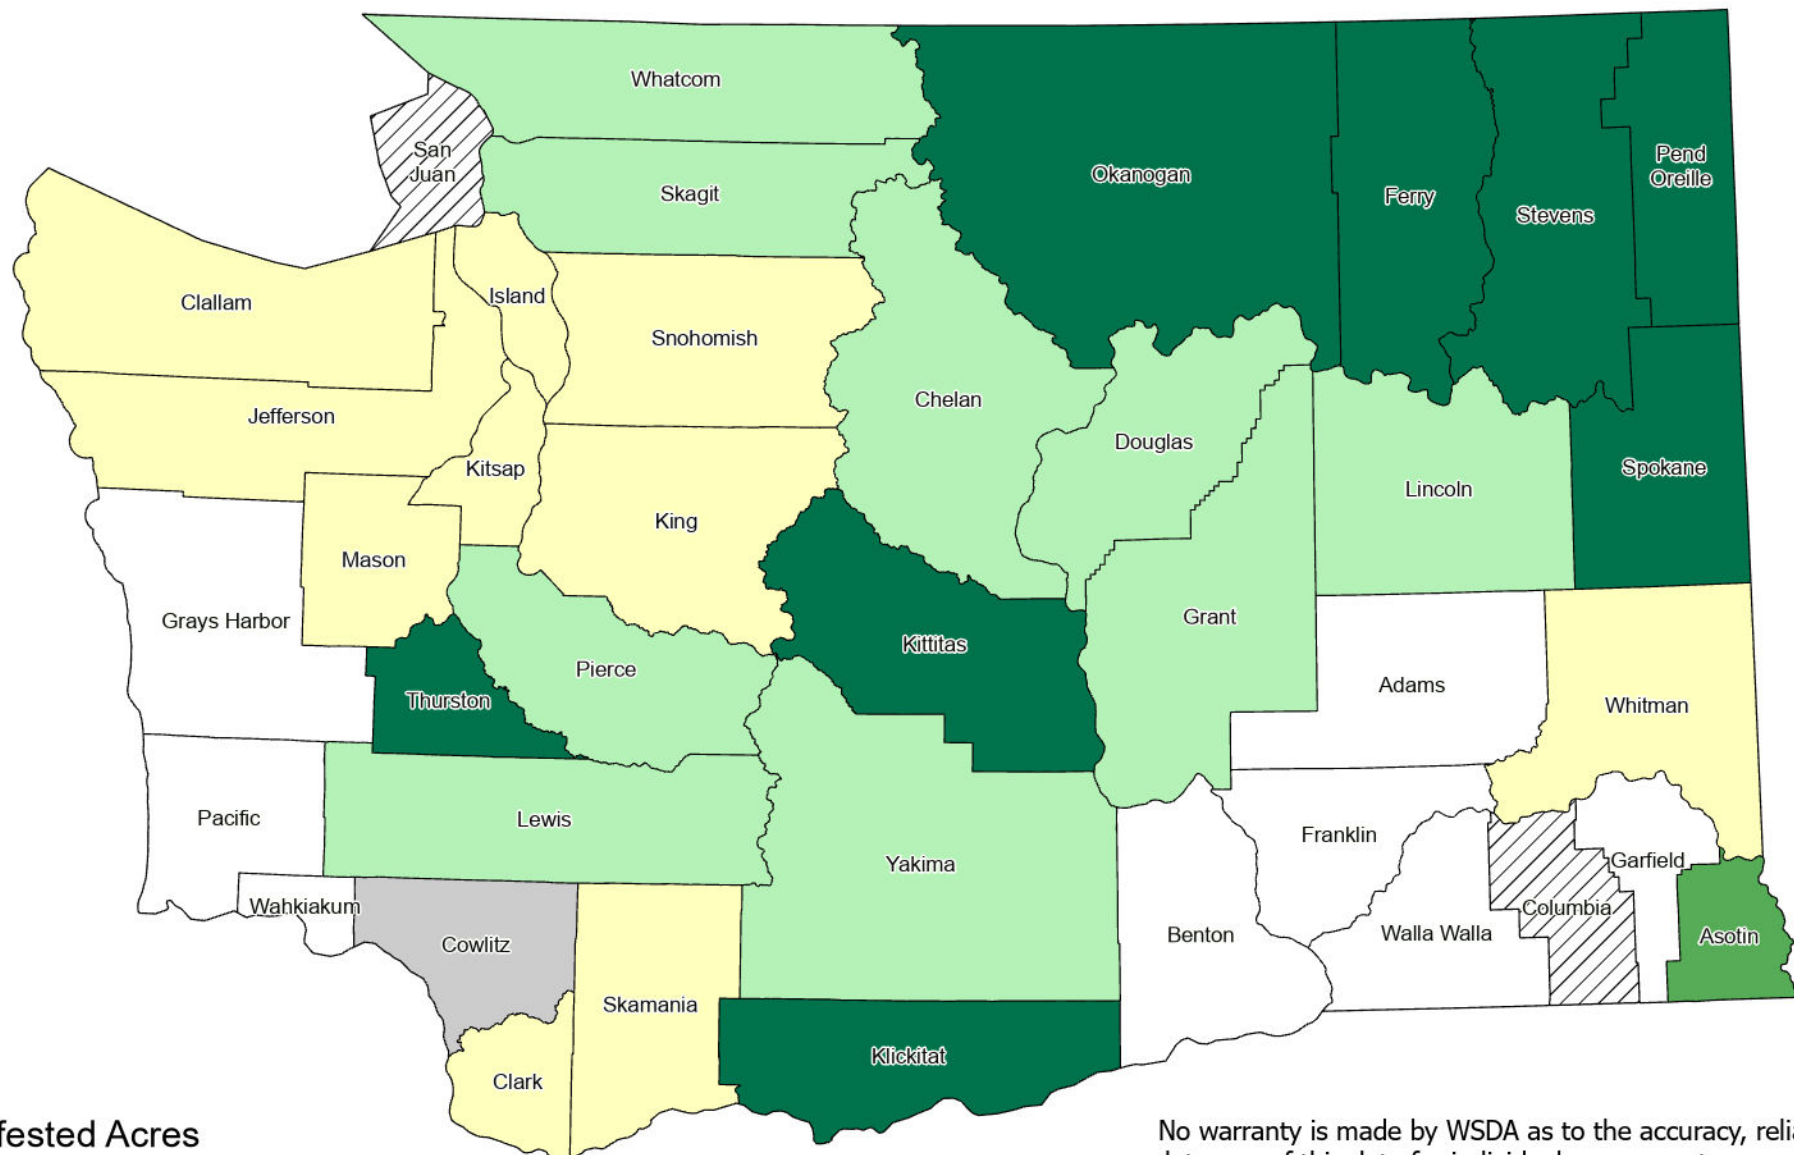 Whatcom
San
Juan
Skagit
Okanogan
Ferry
Stevens
Pend
Oreille
Clallam
Island
Snohomish
Chelan
Douglas
Jefferson
Kitsap
King
Lincoln
Spokane
Mason
Grays Harbor
Pierce
Kittitas
Grant
Adams
Whitman
Thurston
Pacific
Lewis
Yakima
Franklin
Garfield
Wahkiakum
Cowlitz
Benton
Walla Walla
Columbia
Asotin
Skamania
Klickitat
Clark
fested Acres
No warranty is made by WSDA as to the accuracy, relia